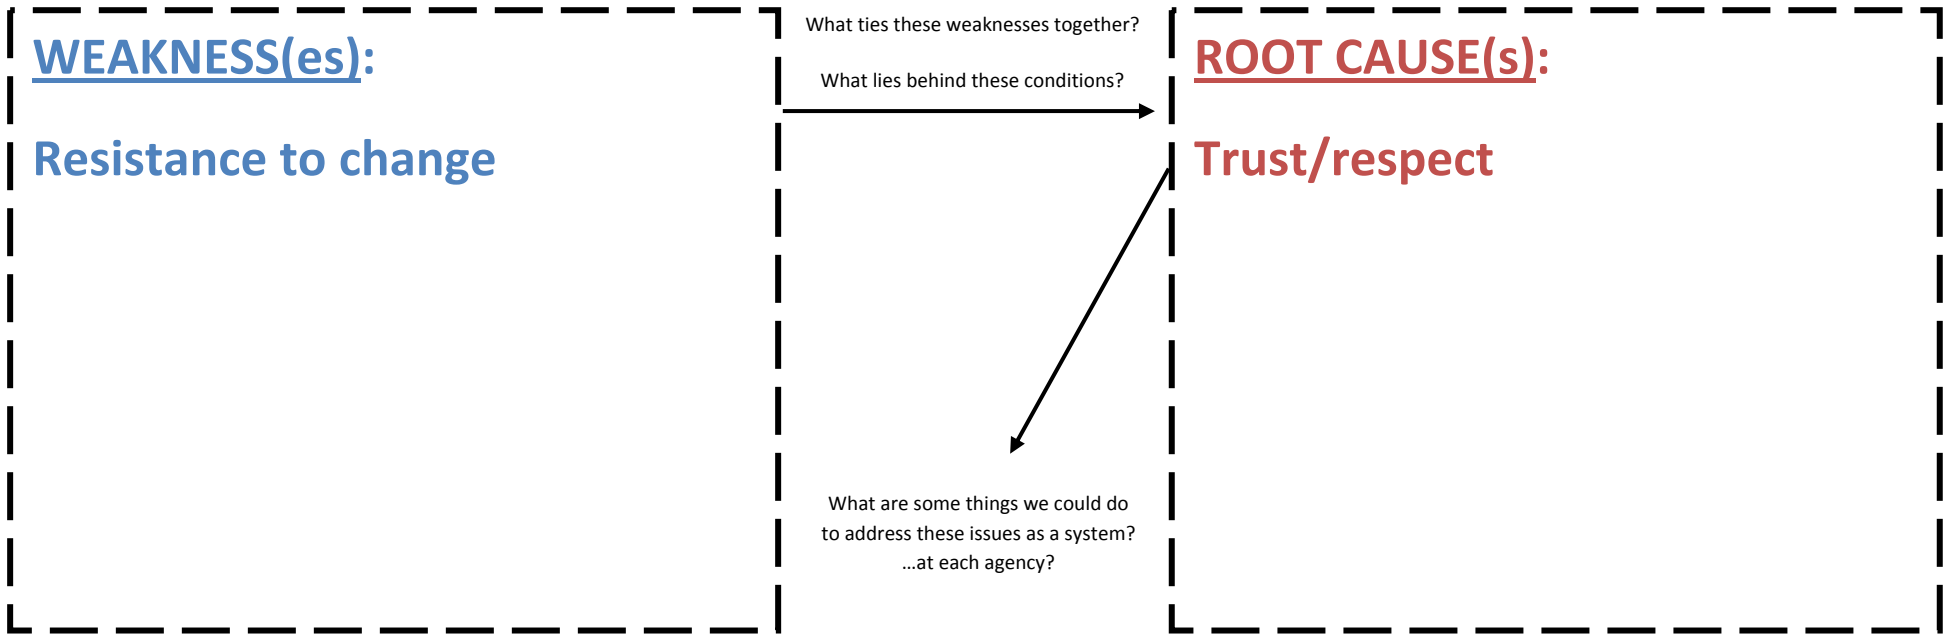 WEAKNESS(es):
Resistance to change
What ties these weaknesses together?
What lies behind these conditions?
ROOT CAUSE(s):
Trust/respect
What are some things we could do
to address these issues as a system?
...at each agency?